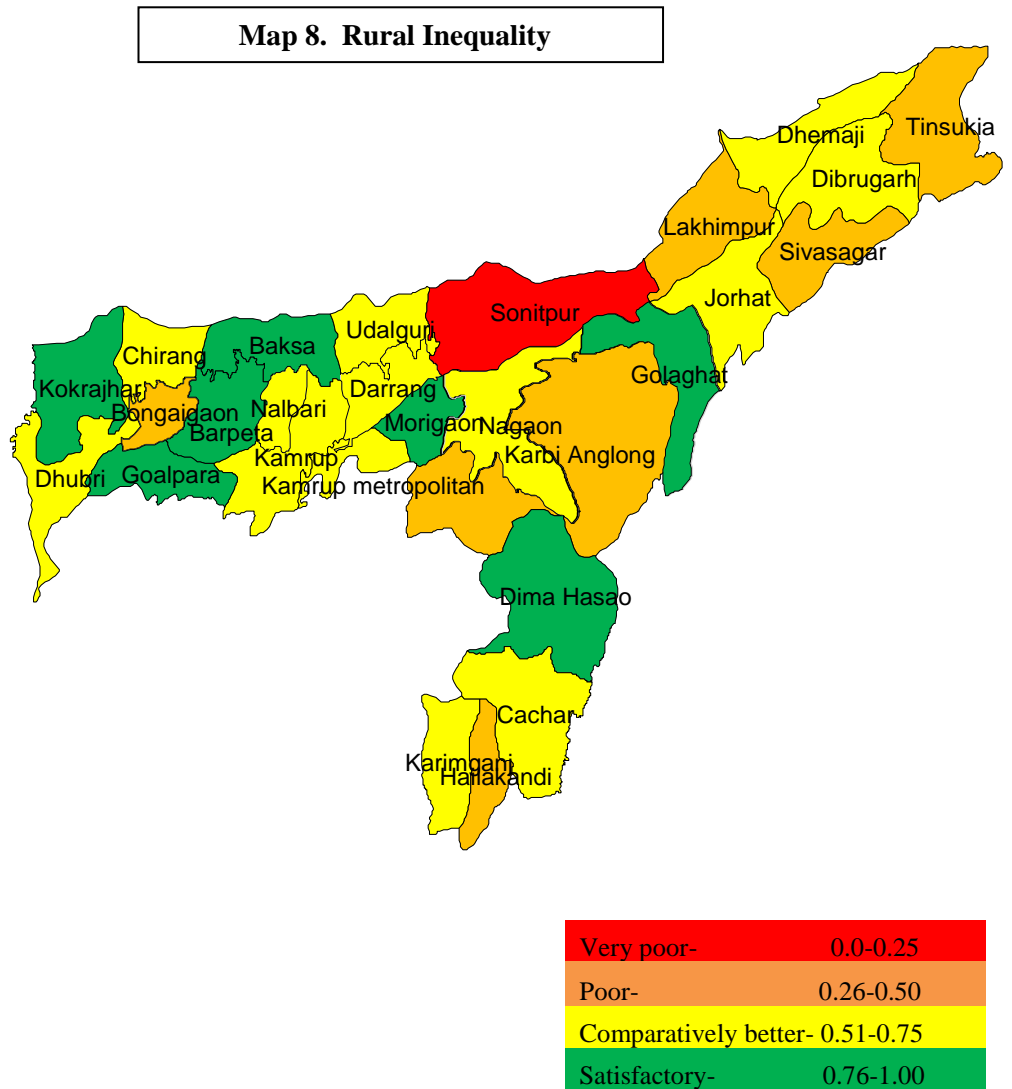 Map 8. Rural Inequality
Tinsukia
Dhemaji
Dibrugarh
Lakhimpur
Sivasagar
Jorhat
Sonitpur
Udalguri
Baksa
Chirang
Golaghat
Kokrajhar
Darrang
Bongaigaon
Nalbari
Morigaon
Nagaon
Barpeta
Kamrup
Karbi Anglong
Dhubri
Goalpara
Kamrup metropolitan
Dima Hasao
Cachar
Karimganj
Hailakandi
Very poor- 0.0-0.25
Poor- 0.26-0.50
Comparatively better- 0.51-0.75
Satisfactory- 0.76-1.00